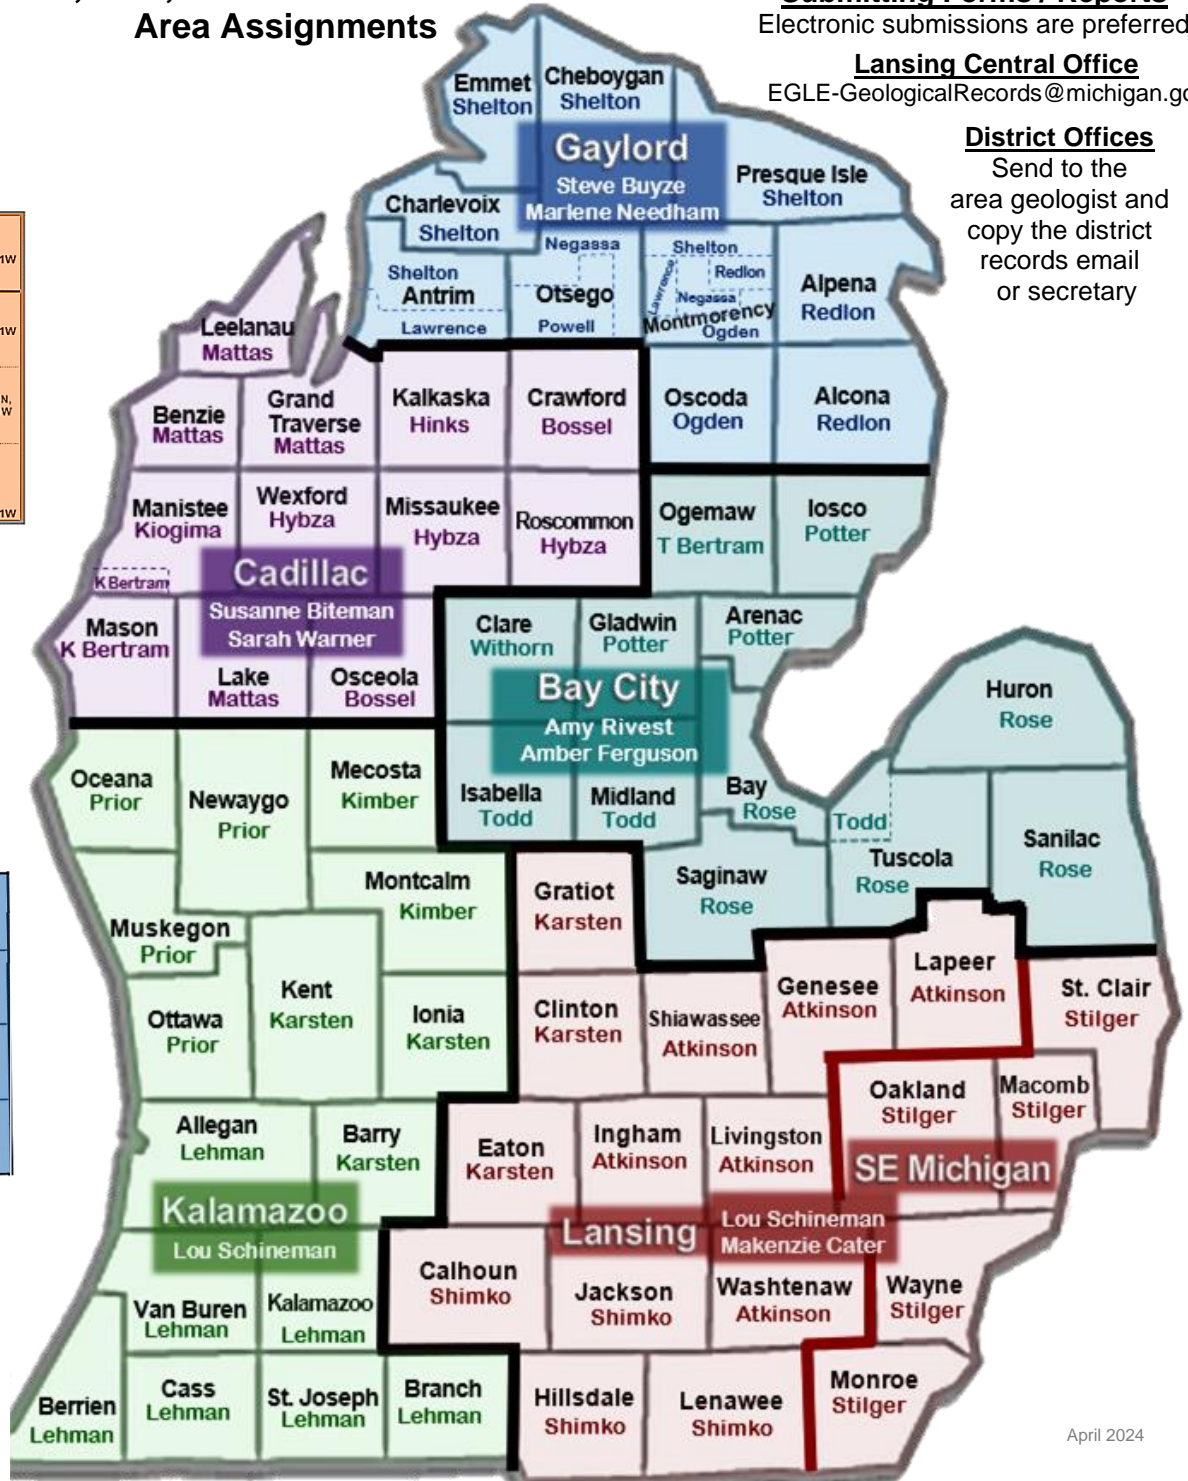 Area Assignments
Submitting Forms / Reports
Electronic submissions are preferred
Lansing Central Office
EGLE-GeologicalRecords@michigan.go
District Offices
Send to the
area geologist and
copy the district
records email
or secretary
Emmet
Shelton
Cheboygan
Shelton
Gaylord
Steve Buyze
Marlene Needham
Presque Isle
Shelton
Charlevoix
Shelton
Shelton
Antrim
Lawrence
Negassa
Otsego
Powell
Shelton
Lawrence
Redlon
Negassa
Montmorency
Ogden
Alpena
Redlon
Leelanau
Mattas
Benzie
Mattas
Grand
Traverse
Mattas
Kalkaska
Hinks
Crawford
Bossel
Oscoda
Ogden
Alcona
Redlon
Manistee
Kiogima
K Bertram
Wexford
Hybza
Missaukee
Hybza
Roscommon
Hybza
Ogemaw
T Bertram
Iosco
Potter
Cadillac
Susanne Biteman
Sarah Warner
Mason
K Bertram
Lake
Mattas
Osceola
Bossel
Clare
Withorn
Gladwin
Potter
Arenac
Potter
Bay City
Amy Rivest
Amber Ferguson
Huron
Rose
Oceana
Prior
Newaygo
Prior
Mecosta
Kimber
Isabella
Todd
Midland
Todd
Bay
Rose
Todd
Tuscola
Rose
Sanilac
Rose
Montcalm
Kimber
Gratiot
Karsten
Saginaw
Rose
Muskegon
Prior
Kent
Karsten
Ottawa
Prior
Ionia
Karsten
Clinton
Karsten
Shiawassee
Atkinson
Genesee
Atkinson
Lapeer
Atkinson
St. Clair
Stilger
Oakland
Stilger
Macomb
Stilger
Allegan
Lehman
Barry
Karsten
Eaton
Karsten
Ingham
Atkinson
Livingston
Atkinson
SE Michigan
Kalamazoo
Lou Schineman
Lansing
Lou Schineman
Makenzie Cater
Van Buren
Lehman
Kalamazoo
Lehman
Calhoun
Shimko
Jackson
Shimko
Washtenaw
Atkinson
Wayne
Stilger
Berrien
Lehman
Cass
Lehman
St. Joseph
Lehman
Branch
Lehman
Hillsdale
Shimko
Lenawee
Shimko
Monroe
Stilger
April 2024